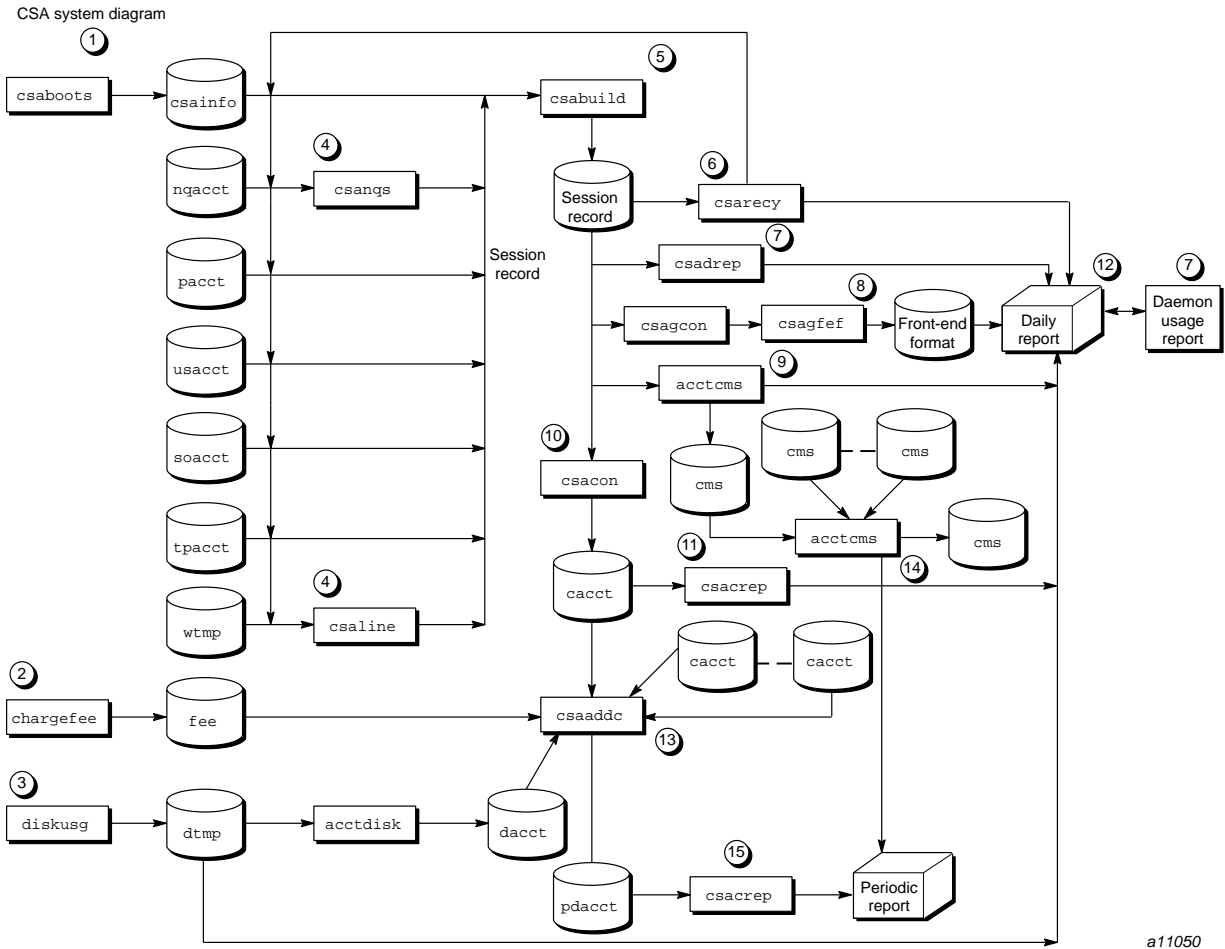 CSA system diagram
1
5
csaboots
csainfo
csabuild
4
6
nqacct
csanqs
Session
record
csarecy
7
Session
record
12
7
pacct
csadrep
8
csagcon
csagfef
Front-end
format
Daily
report
Daemon
usage
report
usacct
9
acctcms
10
soacct
cms
cms
csacon
cms
11
tpacct
acctcms
cms
4
14
cacct
csacrep
wtmp
csaline
cacct
cacct
2
chargefee
fee
csaaddc
13
3
diskusg
dtmp
acctdisk
dacct
15
pdacct
csacrep
Periodic
report
a11050